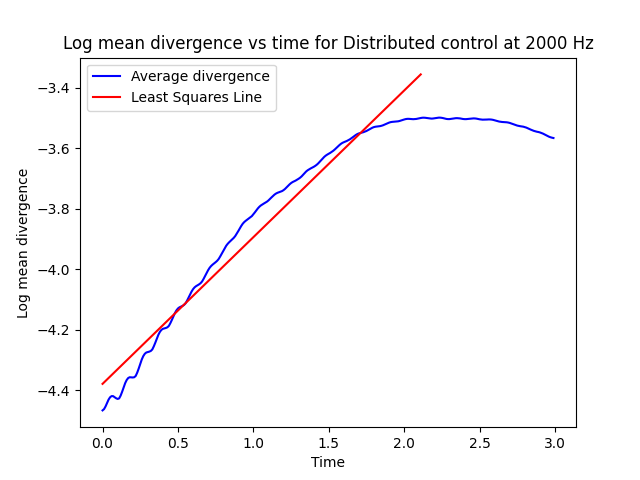 Log mean divergence vs time for Distributed control at 2000 Hz
Average divergence
Least Squares Line
Log mean divergence
−3.4
−3.6
−3.8
−4.0
−4.2
−4.4
0.0 0.5 1.0 1.5 2.0 2.5 3.0
Time